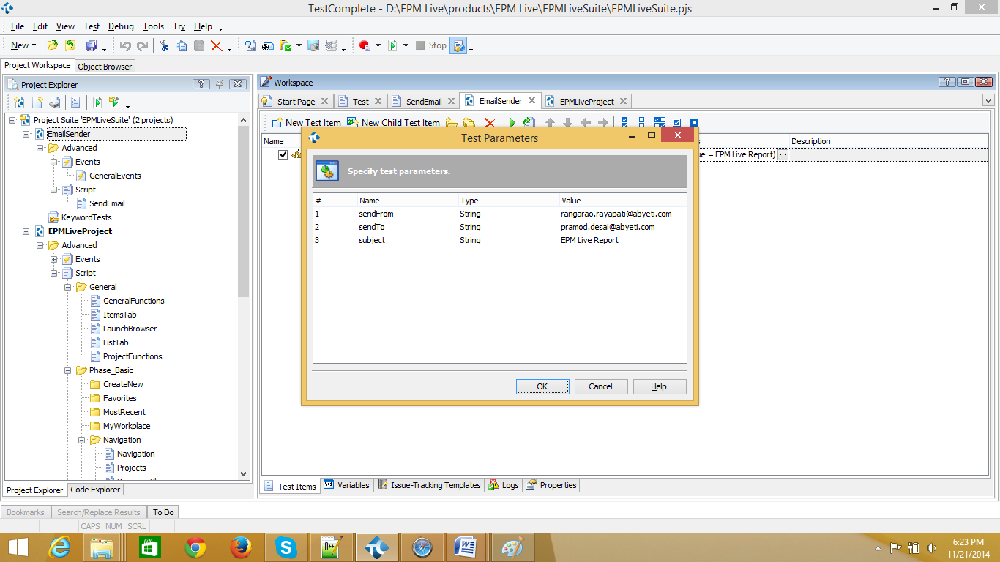 TestComplete - D:\EPM Live\products\EPM Live\EPMLiveSuite\EPMLiveSuite.pjs
File Edit View Test Debug Tools Try Help
New Stop
Project Workspace Object Browser
Project Explorer
Project Suite 'EPMLiveSuite' (2 projects)
EmailSender
Advanced
Events
GeneralEvents
Script
SendEmail
KeywordTests
EPMLiveProject
Advanced
Events
Script
General
GeneralFunctions
ItemsTab
LaunchBrowser
ListTab
ProjectFunctions
Phase_Basic
CreateNew
Favorites
MostRecent
MyWorkplace
Navigation
Navigation
Projects
Project Explorer Code Explorer
Workspace
Start Page Test SendEmail EmailSender EPMLiveProject
New Test Item New Child Test Item
Name Description
= EPM Live Report) ...
Test Parameters
Specify test parameters.
# Name Type Value
1 sendFrom String rangarao.rayapati@abyeti.com
2 sendTo String pramod.desai@abyeti.com
3 subject String EPM Live Report
OK Cancel Help
Test Items Variables Issue-Tracking Templates Logs Properties
Bookmarks Search/Replace Results To Do
CAPS NUM SCRL
6:23 PM
11/21/2014